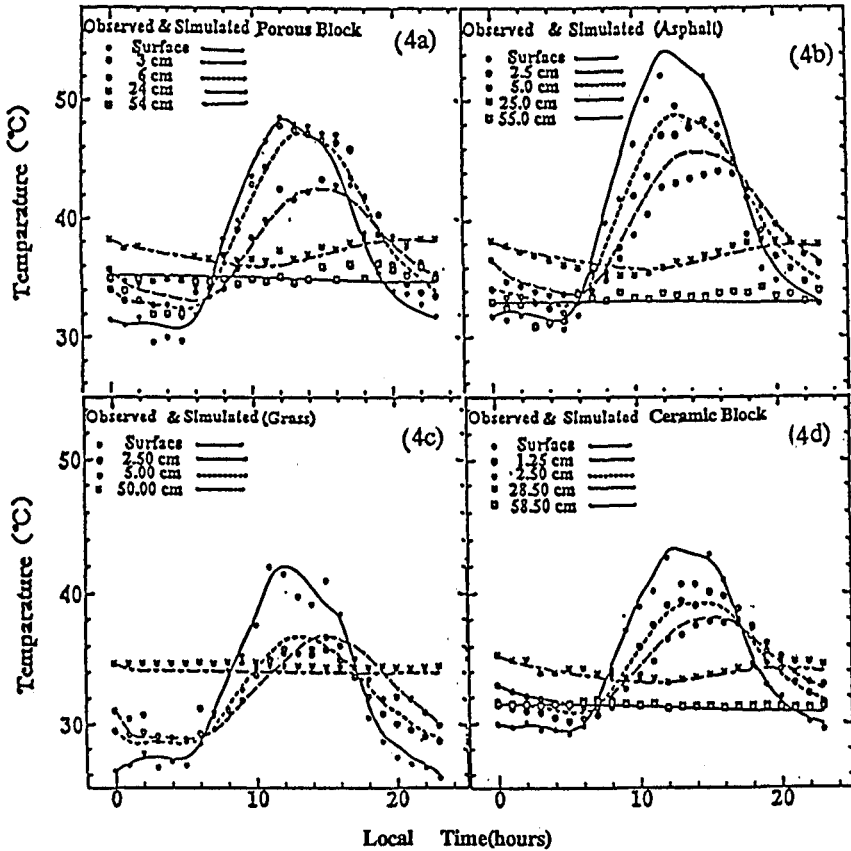 Observed & Simulated Porous Block (4a)
Surface
3 cm
6 cm
24 cm
54 cm
Observed & Simulated (Asphalt) (4b)
Surface
2.5 cm
5.0 cm
25.0 cm
55.0 cm
50
40
30
Temparature (°C)
Observed & Simulated (Grass) (4c)
Surface
2.50 cm
5.00 cm
50.00 cm
Observed & Simulated Ceramic Block (4d)
Surface
1.25 cm
2.50 cm
28.50 cm
58.50 cm
50
40
30
Temparature (°C)
0 10 20 0 10 20
Local Time(hours)